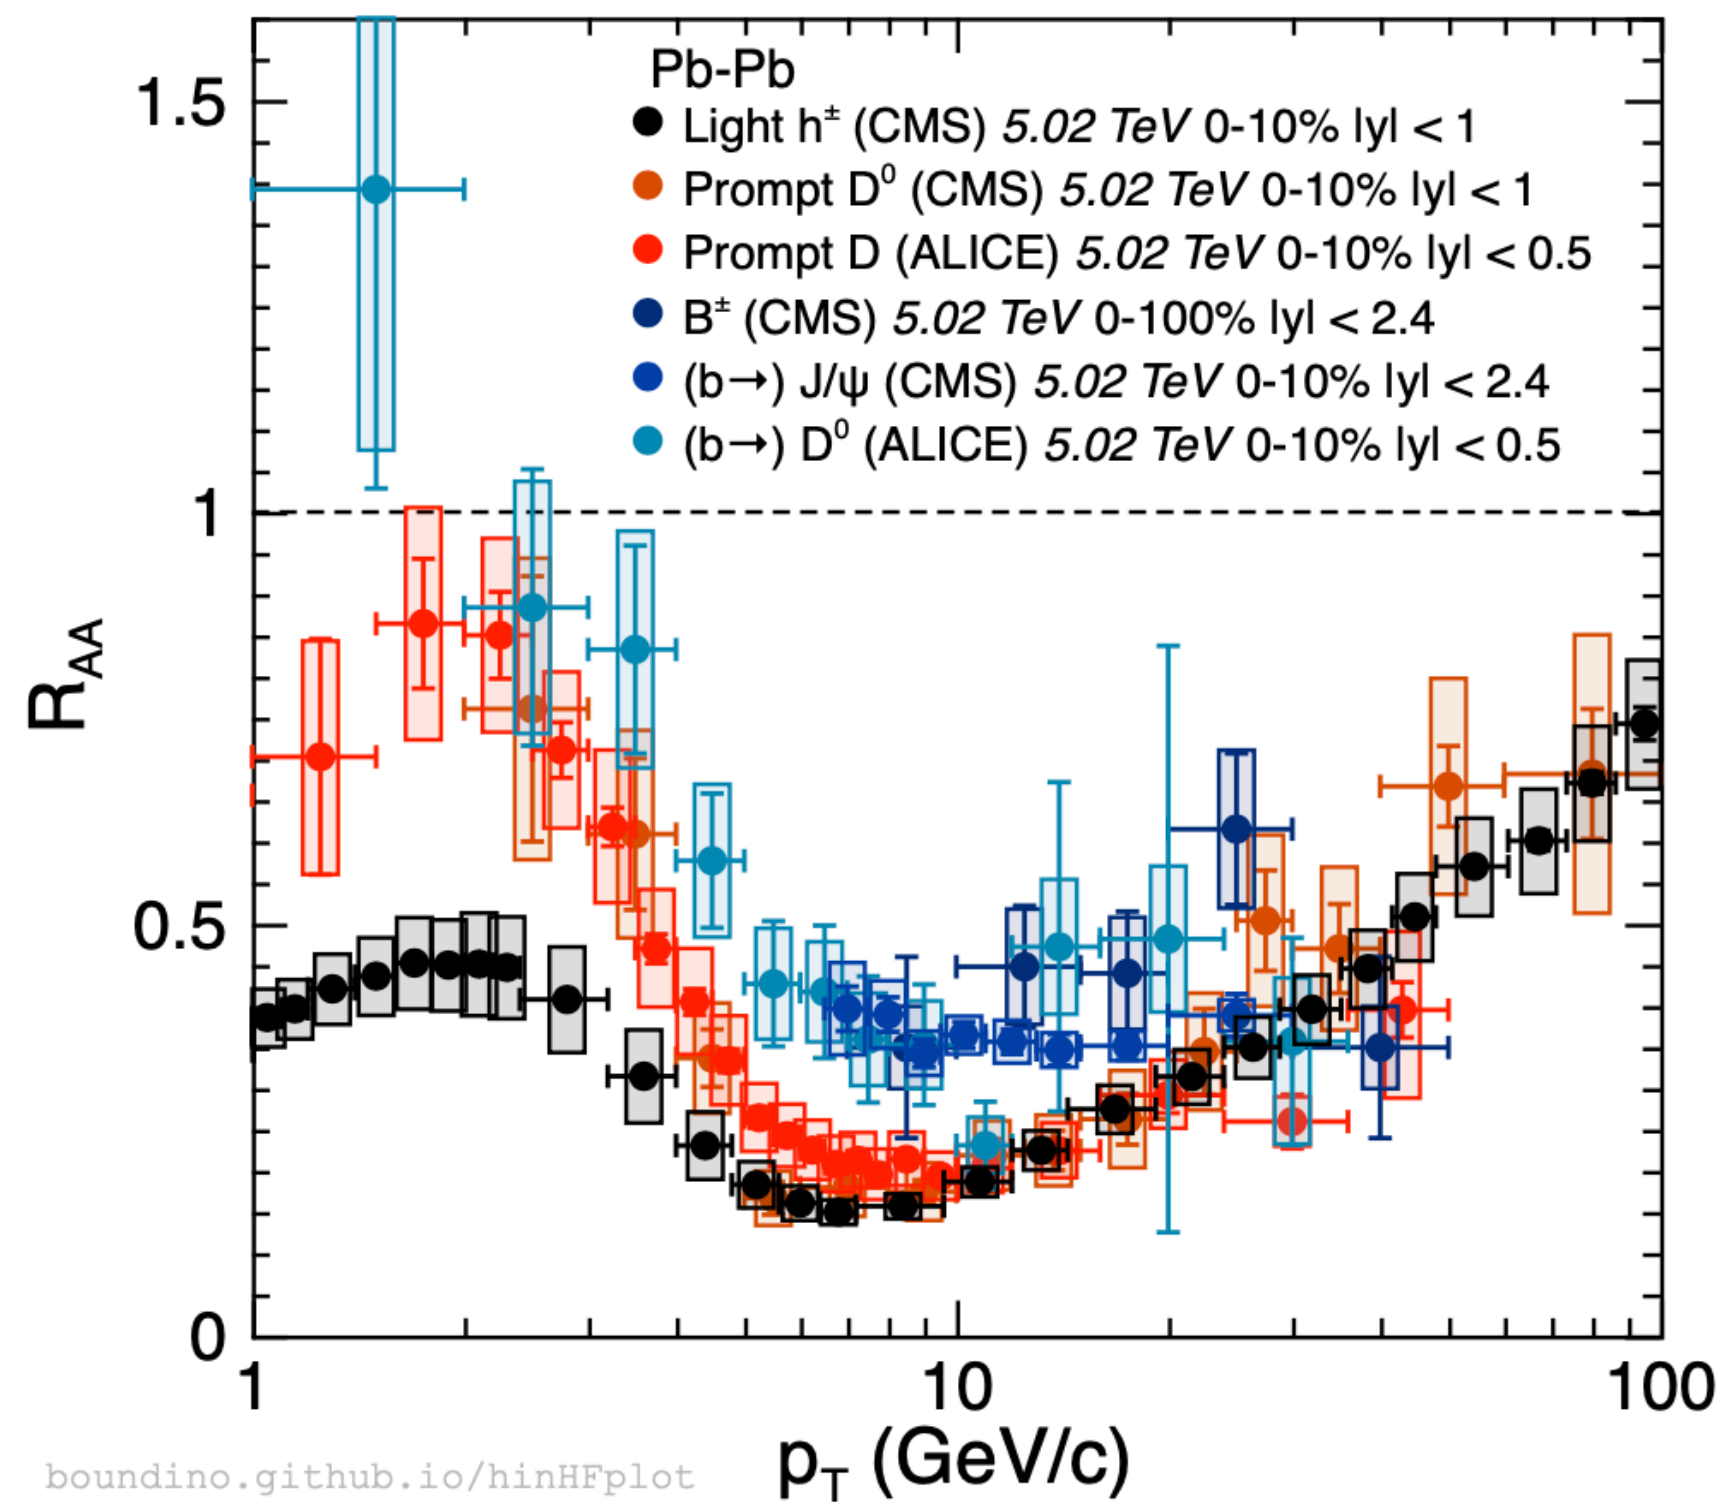 Pb-Pb
Light h± (CMS) 5.02 TeV 0-10% |y| < 1
Prompt D⁰ (CMS) 5.02 TeV 0-10% |y| < 1
Prompt D (ALICE) 5.02 TeV 0-10% |y| < 0.5
B± (CMS) 5.02 TeV 0-100% |y| < 2.4
(b→) J/ψ (CMS) 5.02 TeV 0-10% |y| < 2.4
(b→) D⁰ (ALICE) 5.02 TeV 0-10% |y| < 0.5
1.5
1
0.5
0
R_AA
1
10
100
p_T (GeV/c)
boundino.github.io/hinHFplot